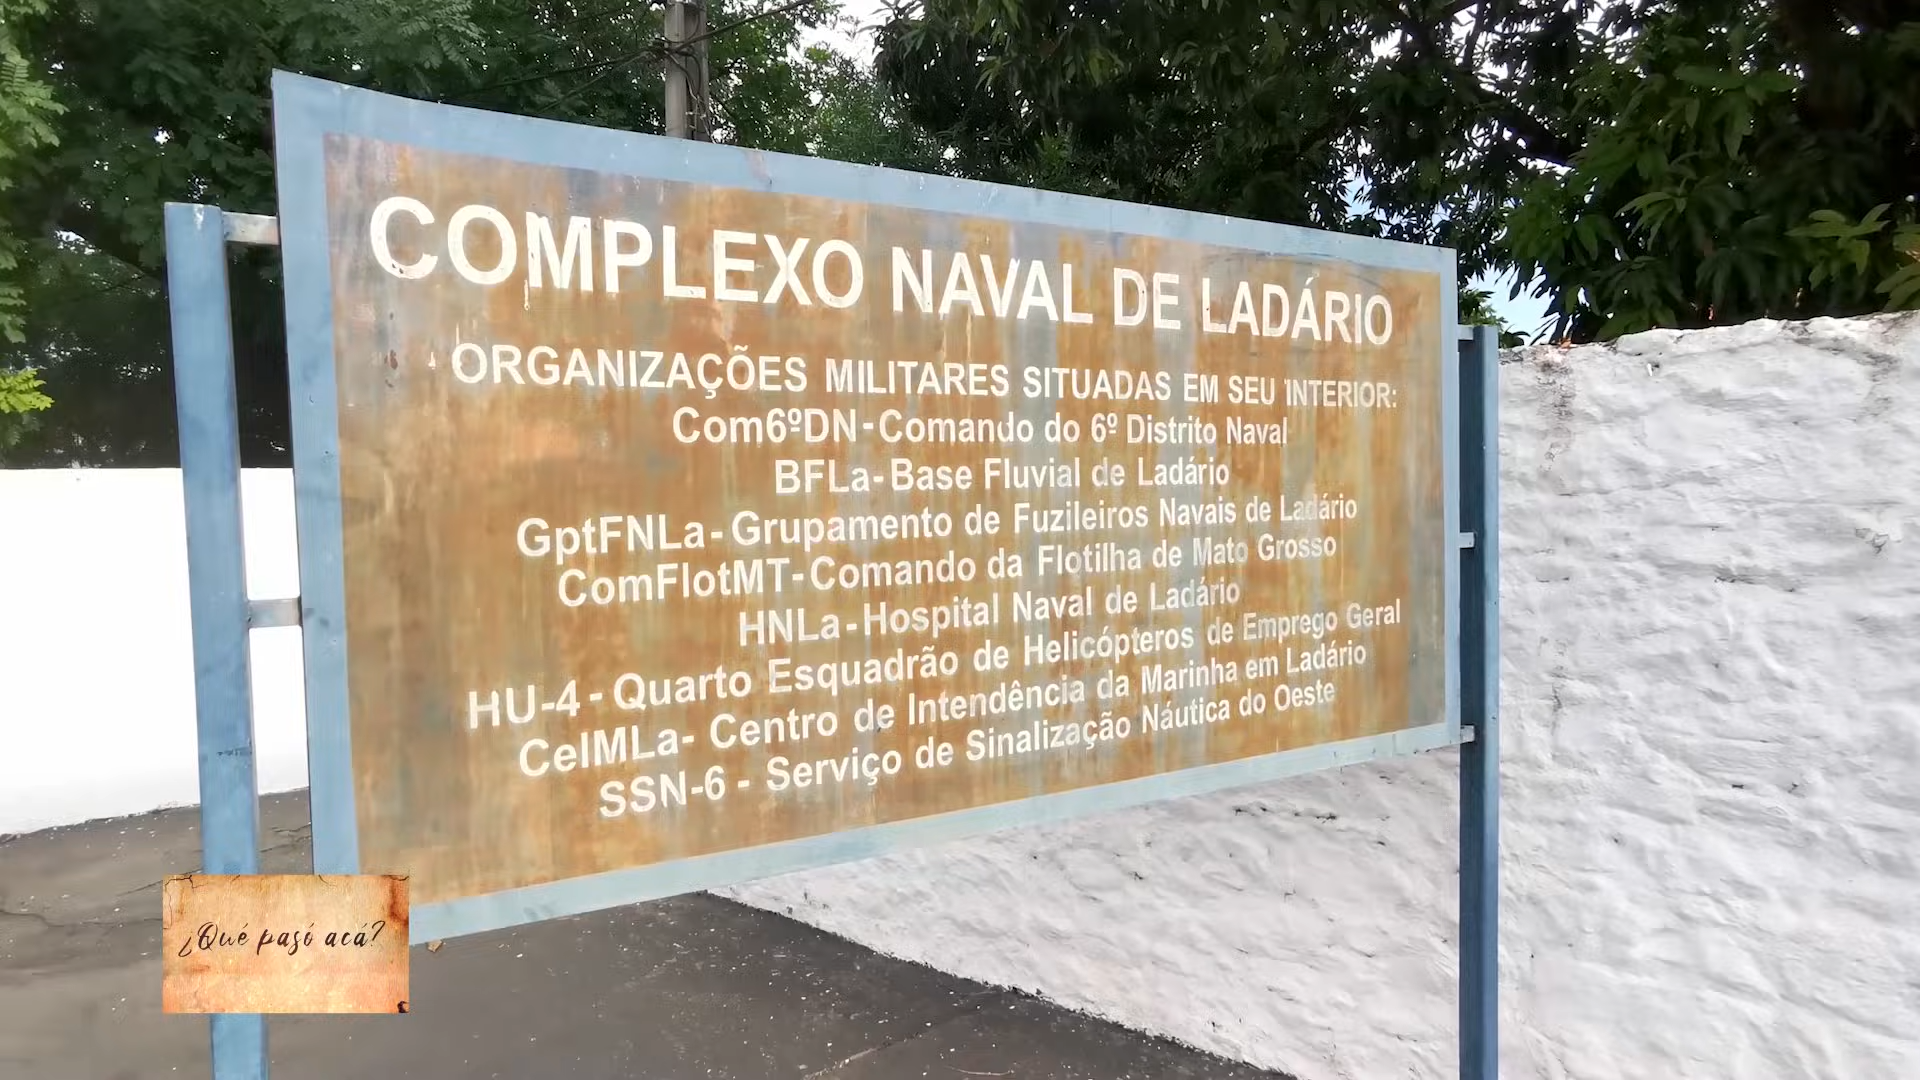 COMPLEXO NAVAL DE LADÁRIO
ORGANIZAÇÕES MILITARES SITUADAS EM SEU INTERIOR:
Com6ºDN-Comando do 6º Distrito Naval
BFLa-Base Fluvial de Ladário
GptFNLa-Grupamento de Fuzileiros Navais de Ladário
ComFlotMT-Comando da Flotilha de Mato Grosso
HNLa-Hospital Naval de Ladário
HU-4-Quarto Esquadrão de Helicópteros de Emprego Geral
CeIMLa- Centro de Intendência da Marinha em Ladário
SSN-6 - Serviço de Sinalização Náutica do Oeste
¿Qué pasó acá?